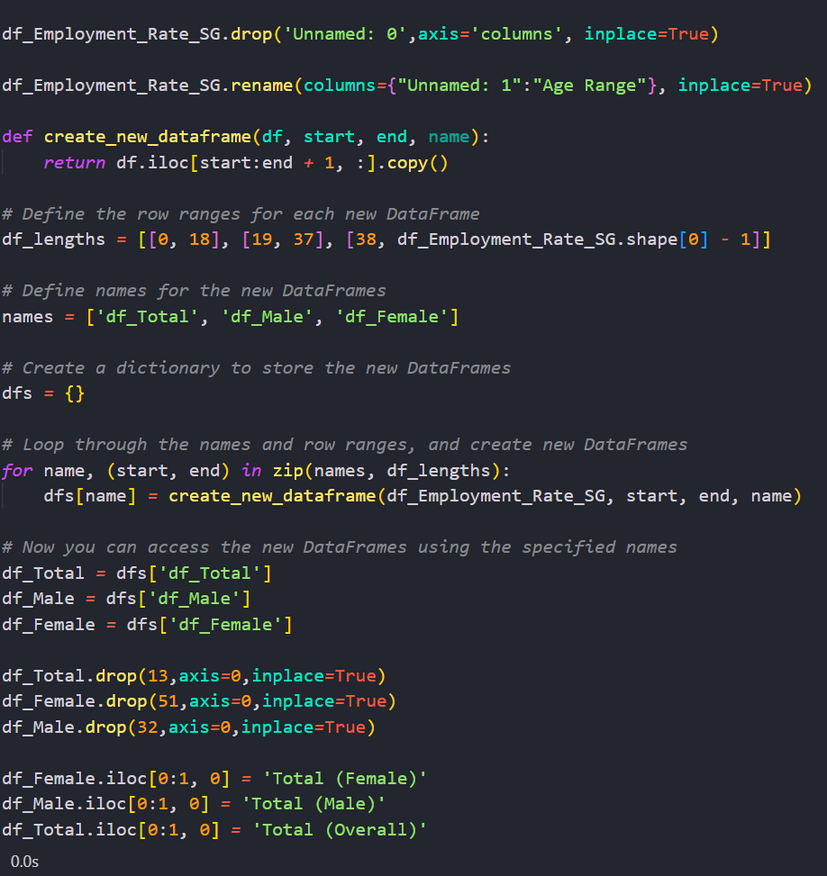 df_Employment_Rate_SG.drop('Unnamed: 0',axis='columns', inplace=True)
df_Employment_Rate_SG.rename(columns={"Unnamed: 1":"Age Range"}, inplace=True)
def create_new_dataframe(df, start, end, name):
    return df.iloc[start:end + 1, :].copy()
# Define the row ranges for each new DataFrame
df_lengths = [[0, 18], [19, 37], [38, df_Employment_Rate_SG.shape[0] - 1]]
# Define names for the new DataFrames
names = ['df_Total', 'df_Male', 'df_Female']
# Create a dictionary to store the new DataFrames
dfs = {}
# Loop through the names and row ranges, and create new DataFrames
for name, (start, end) in zip(names, df_lengths):
    dfs[name] = create_new_dataframe(df_Employment_Rate_SG, start, end, name)
# Now you can access the new DataFrames using the specified names
df_Total = dfs['df_Total']
df_Male = dfs['df_Male']
df_Female = dfs['df_Female']
df_Total.drop(13,axis=0,inplace=True)
df_Female.drop(51,axis=0,inplace=True)
df_Male.drop(32,axis=0,inplace=True)
df_Female.iloc[0:1, 0] = 'Total (Female)'
df_Male.iloc[0:1, 0] = 'Total (Male)'
df_Total.iloc[0:1, 0] = 'Total (Overall)'
0.0s